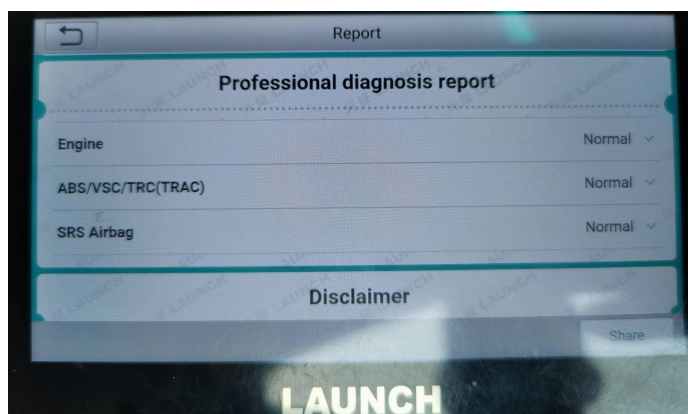 Report
Professional diagnosis report
Engine Normal
ABS/VSC/TRC(TRAC) Normal
SRS Airbag Normal
Disclaimer
Share
LAUNCH